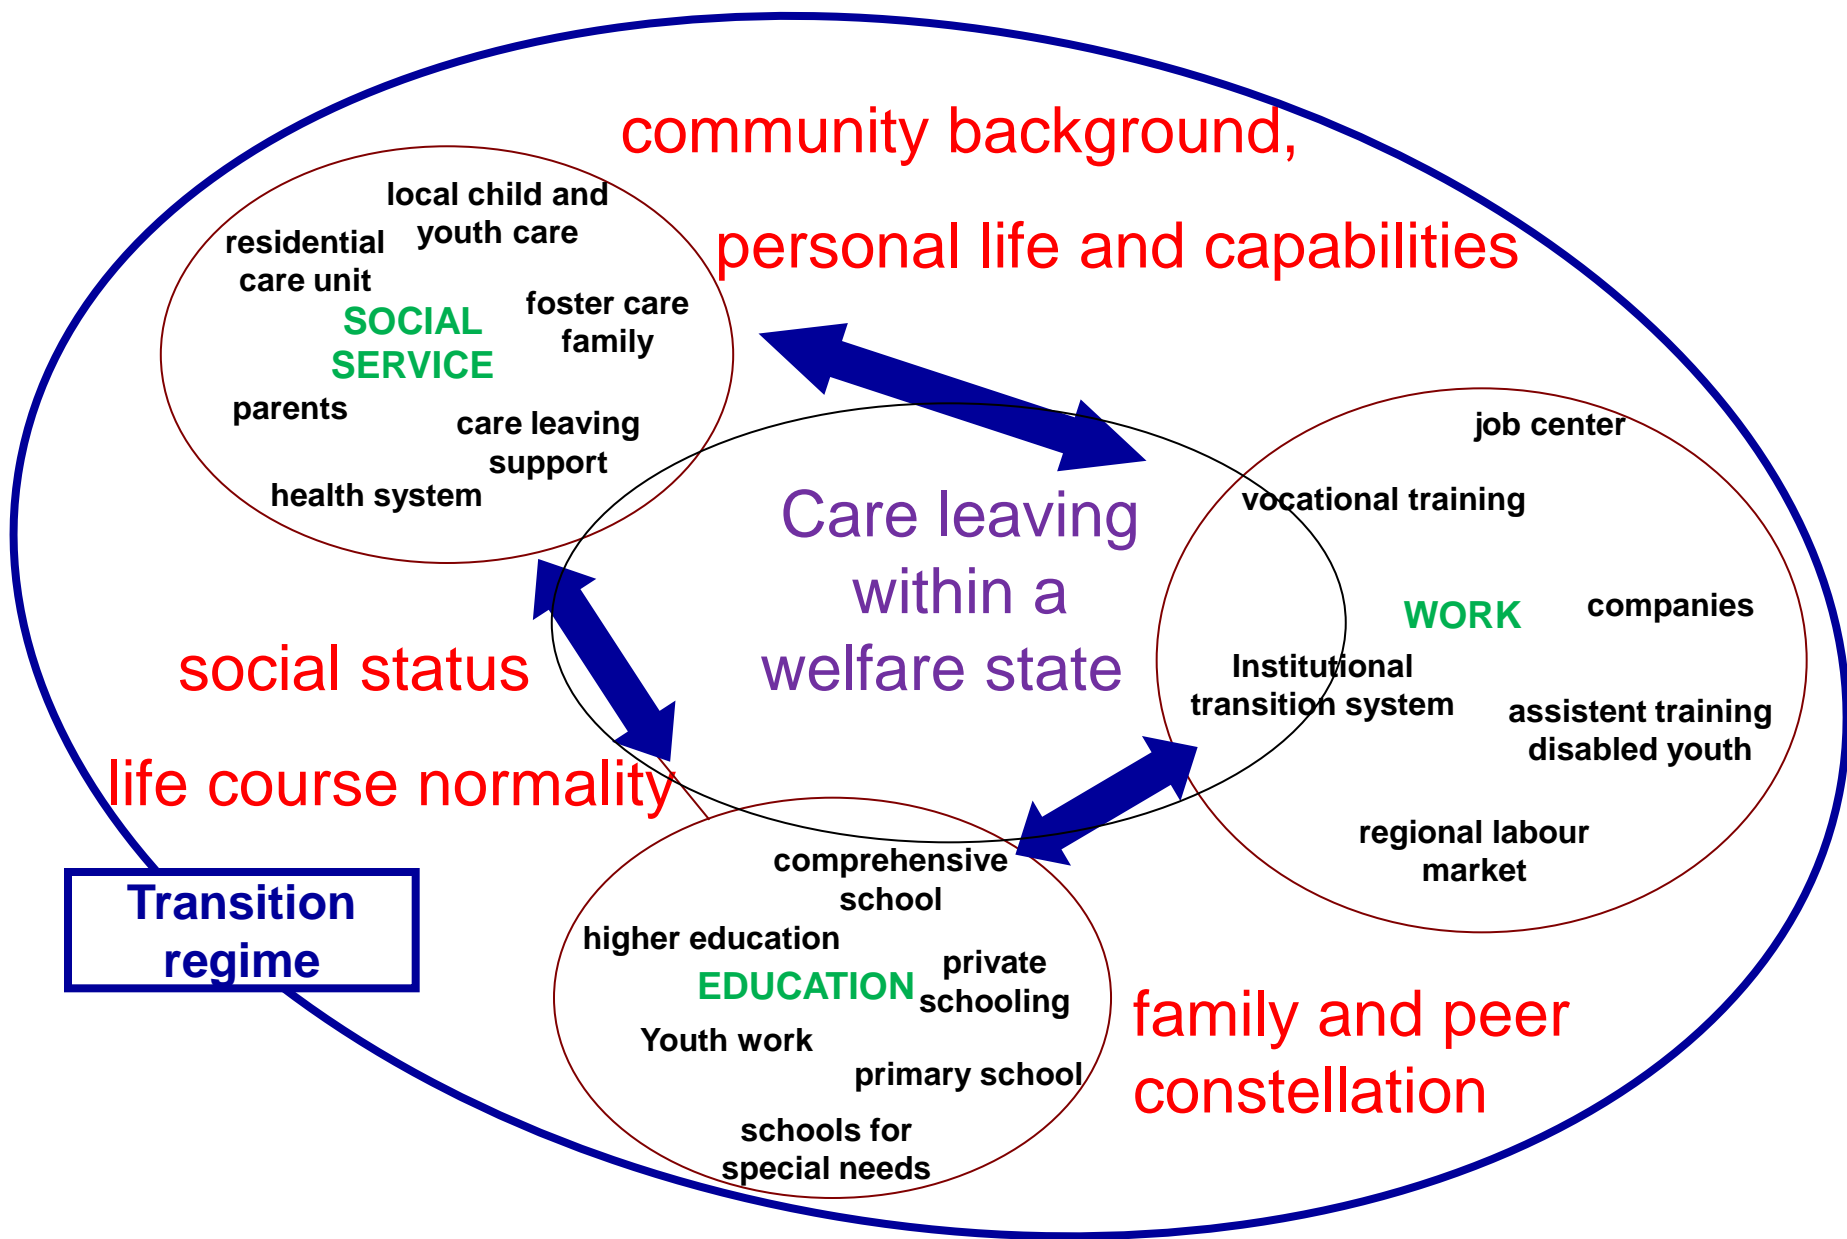 community background,
personal life and capabilities
local child and
youth care
residential
care unit
SOCIAL
SERVICE
foster care
family
parents
care leaving
support
health system
job center
vocational training
WORK
companies
Institutional
transition system
assistent training
disabled youth
regional labour
market
Care leaving
within a
welfare state
social status
life course normality
Transition
regime
comprehensive
school
higher education
EDUCATION
private
schooling
Youth work
primary school
schools for
special needs
family and peer
constellation